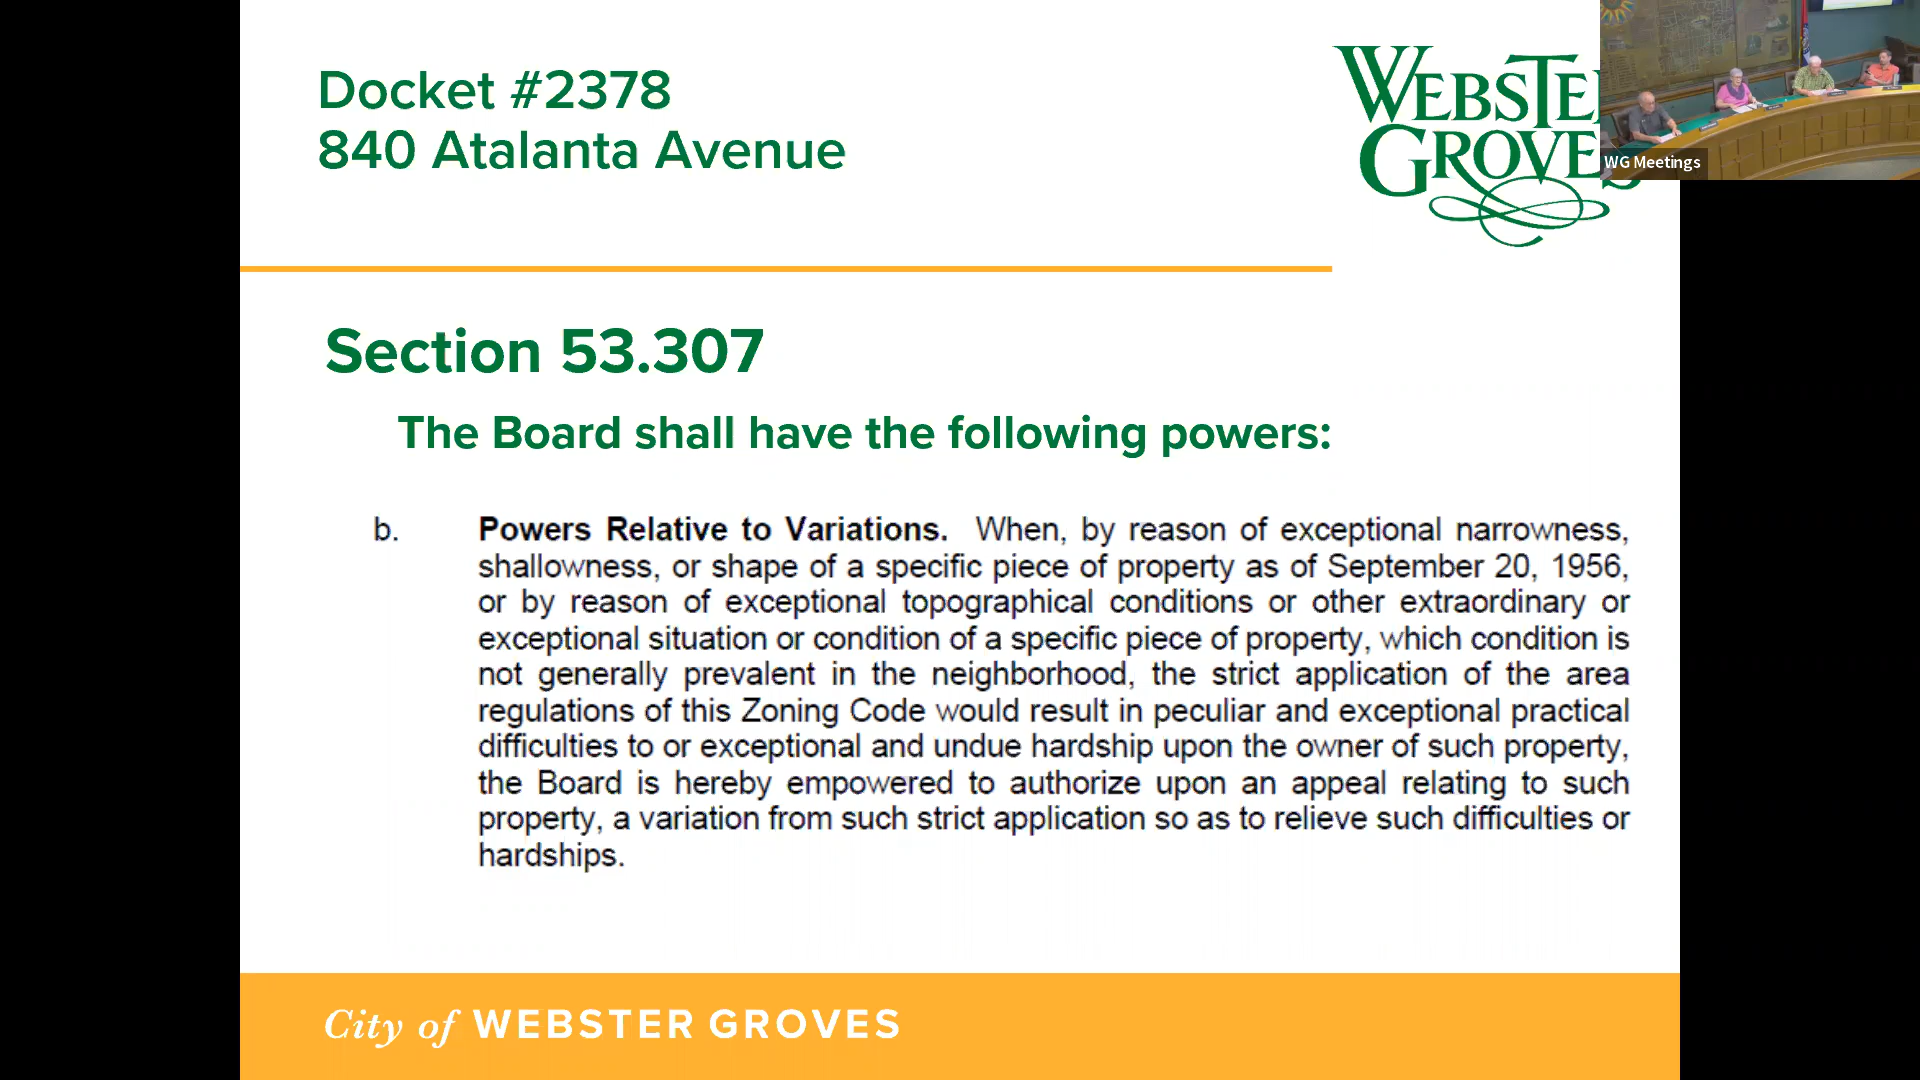 Docket #2378
840 Atalanta Avenue
WEBSTE
GROVES
WG Meetings
Section 53.307
The Board shall have the following powers:
b. Powers Relative to Variations. When, by reason of exceptional narrowness,
shallowness, or shape of a specific piece of property as of September 20, 1956,
or by reason of exceptional topographical conditions or other extraordinary or
exceptional situation or condition of a specific piece of property, which condition is
not generally prevalent in the neighborhood, the strict application of the area
regulations of this Zoning Code would result in peculiar and exceptional practical
difficulties to or exceptional and undue hardship upon the owner of such property,
the Board is hereby empowered to authorize upon an appeal relating to such
property, a variation from such strict application so as to relieve such difficulties or
hardships.
City of WEBSTER GROVES